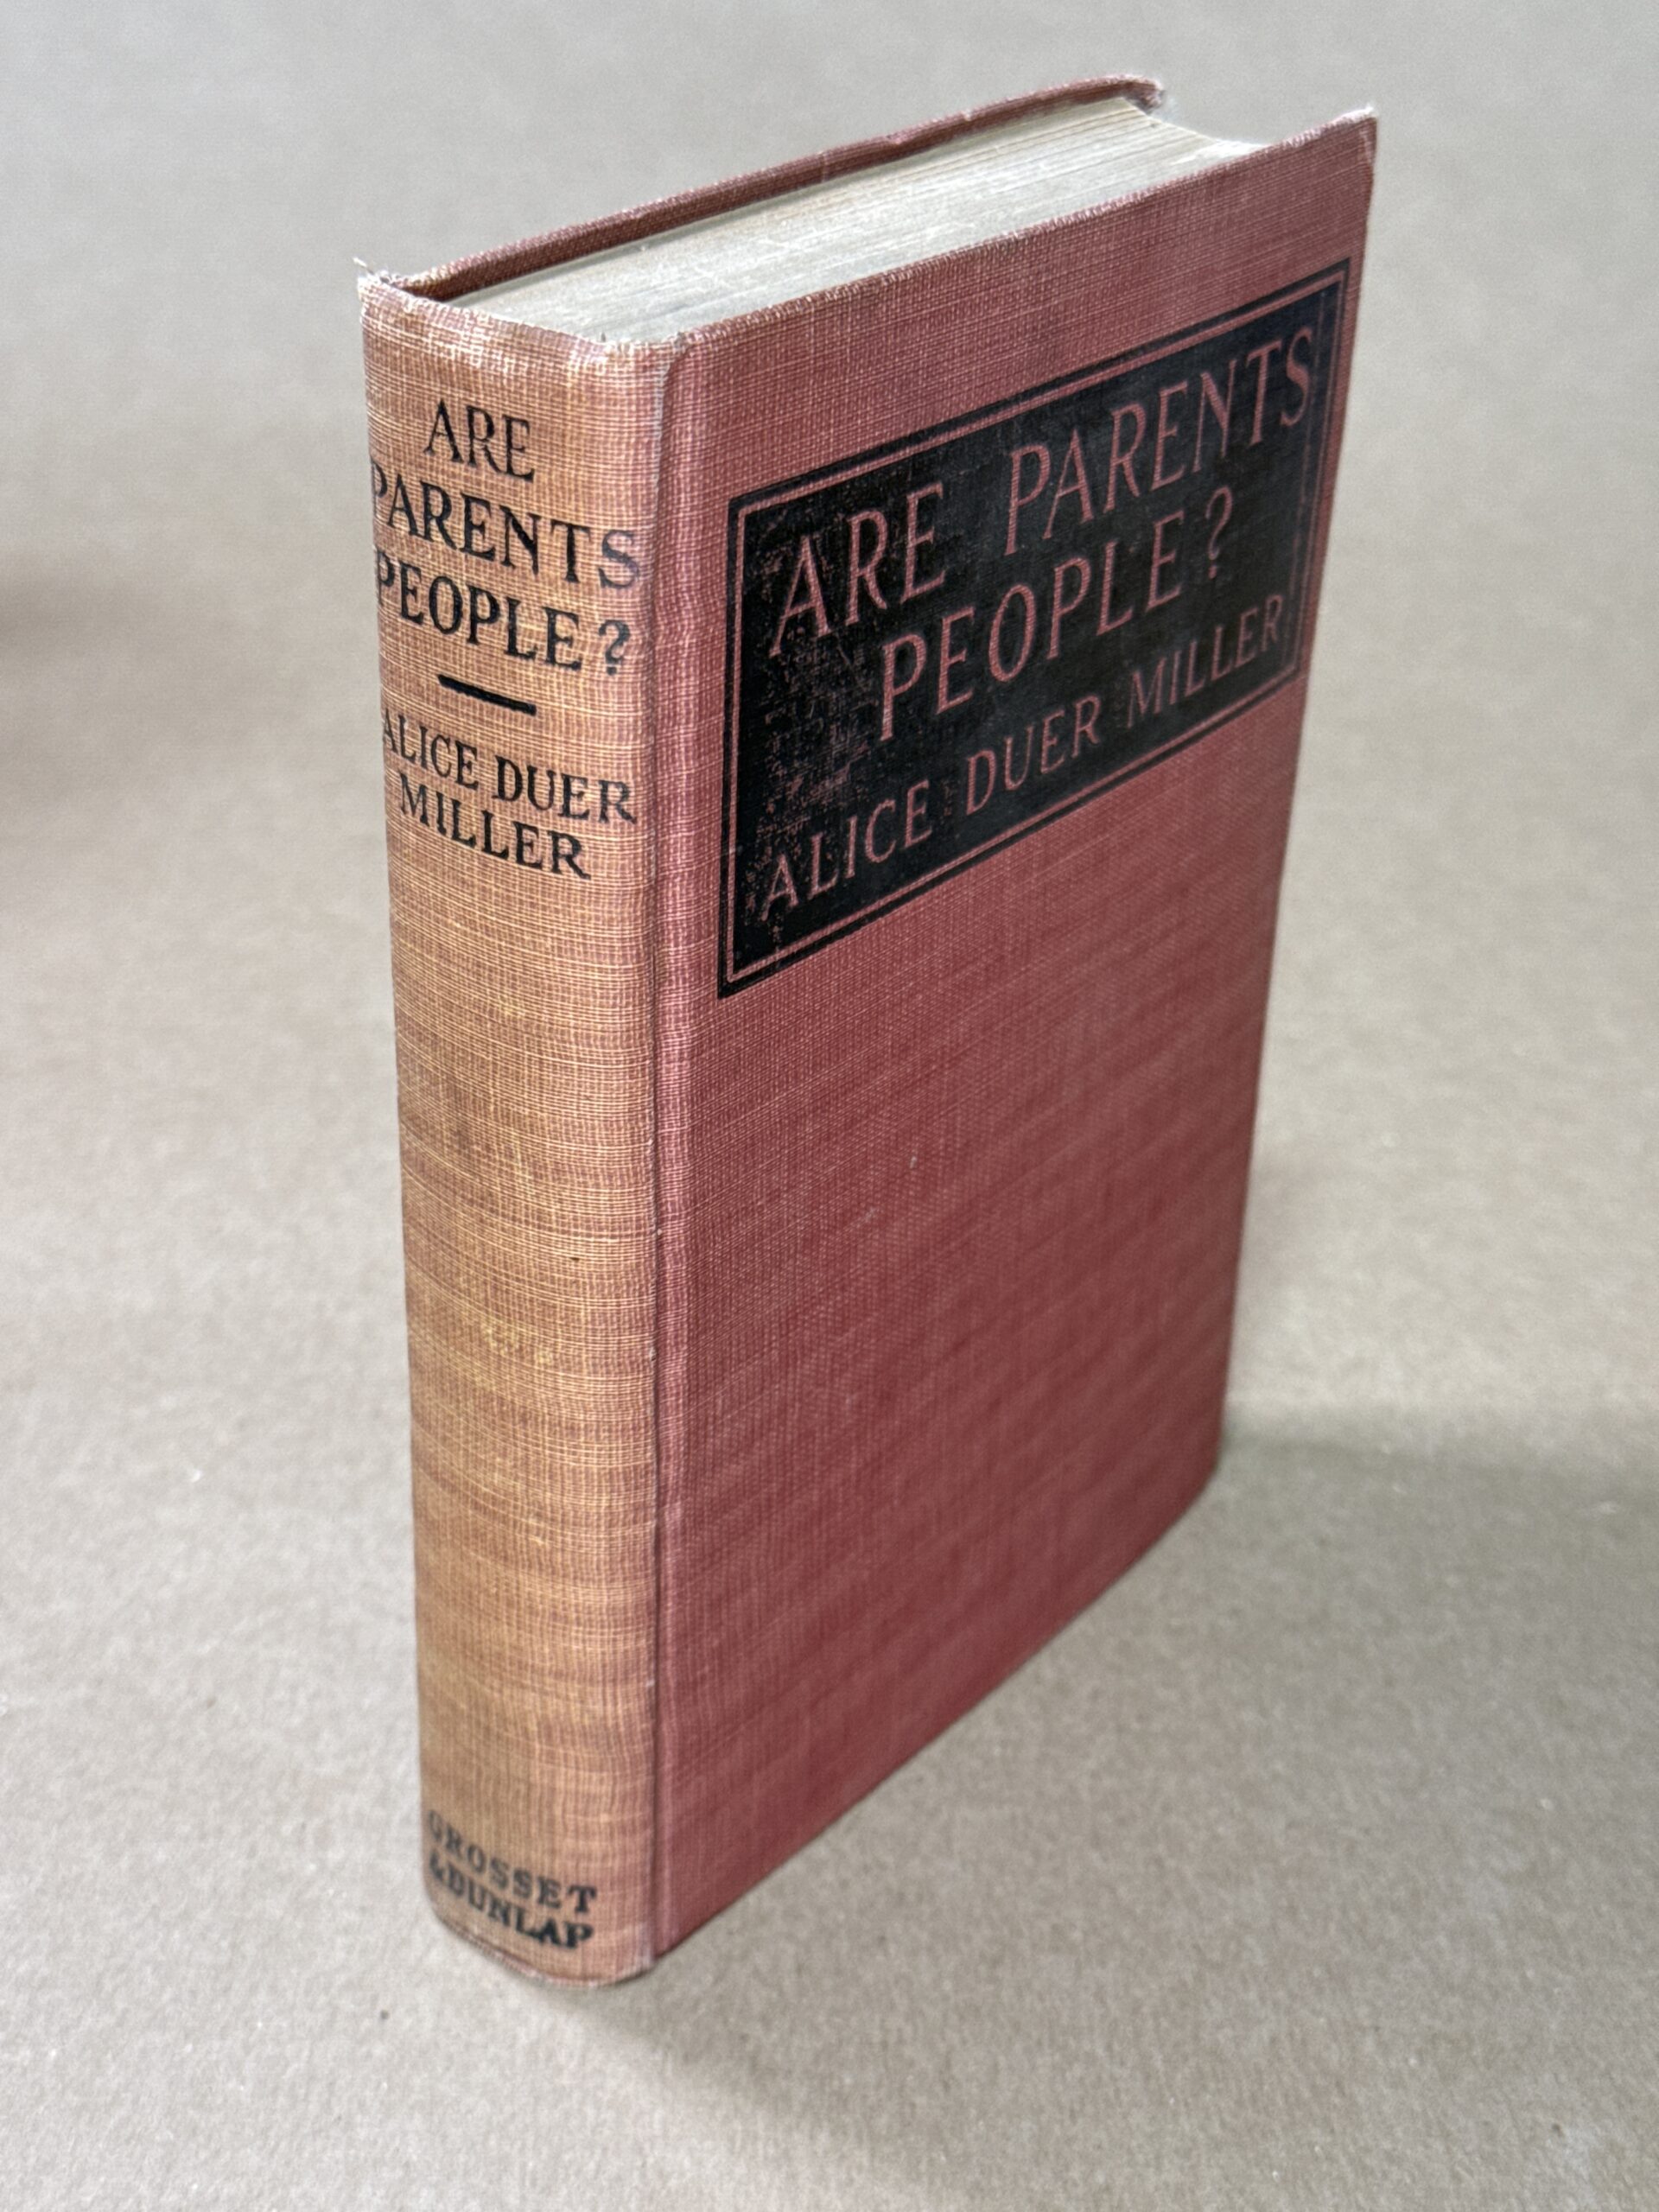 ARE
PARENTS
PEOPLE?
ALICE DUER
MILLER
GROSSET
&DUNLAP
ARE PARENTS
PEOPLE?
ALICE DUER MILLER